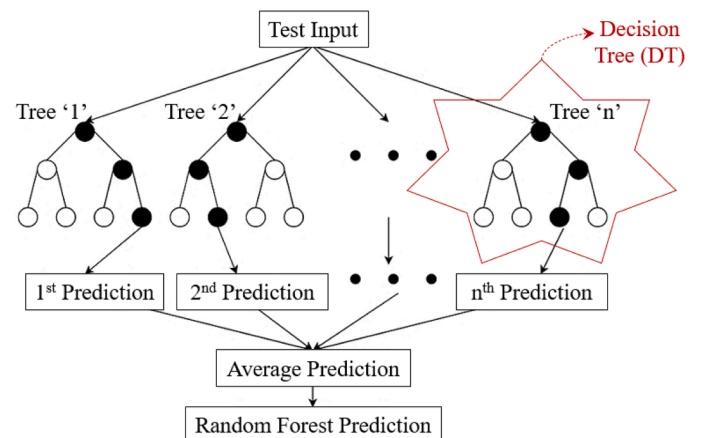 Test Input
Decision
Tree (DT)
Tree ‘1’
Tree ‘2’
Tree ‘n’
1st Prediction
2nd Prediction
nth Prediction
Average Prediction
Random Forest Prediction